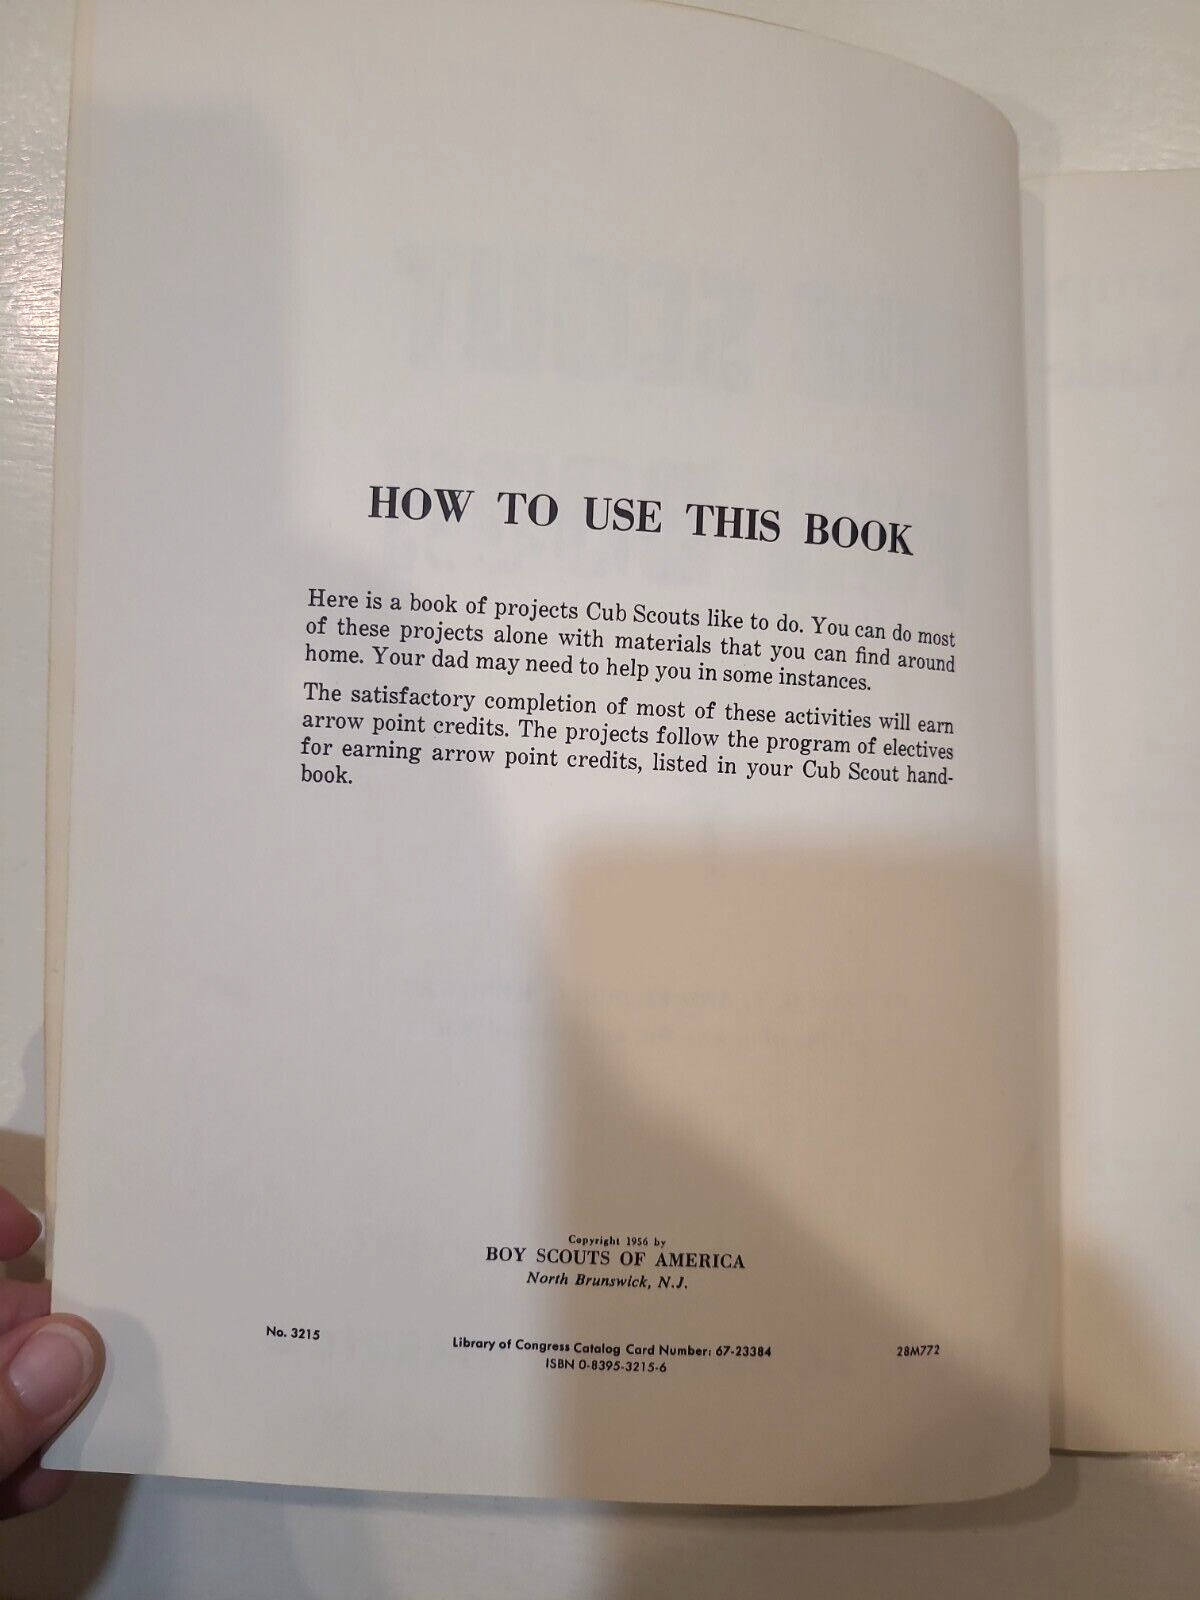 HOW TO USE THIS BOOK
Here is a book of projects Cub Scouts like to do. You can do most
of these projects alone with materials that you can find around
home. Your dad may need to help you in some instances.
The satisfactory completion of most of these activities will earn
arrow point credits. The projects follow the program of electives
for earning arrow point credits, listed in your Cub Scout hand-
book.
Copyright 1956 by
BOY SCOUTS OF AMERICA
North Brunswick, N.J.
No. 3215
Library of Congress Catalog Card Number: 67-23384
28M772
ISBN 0-8395-3215-6